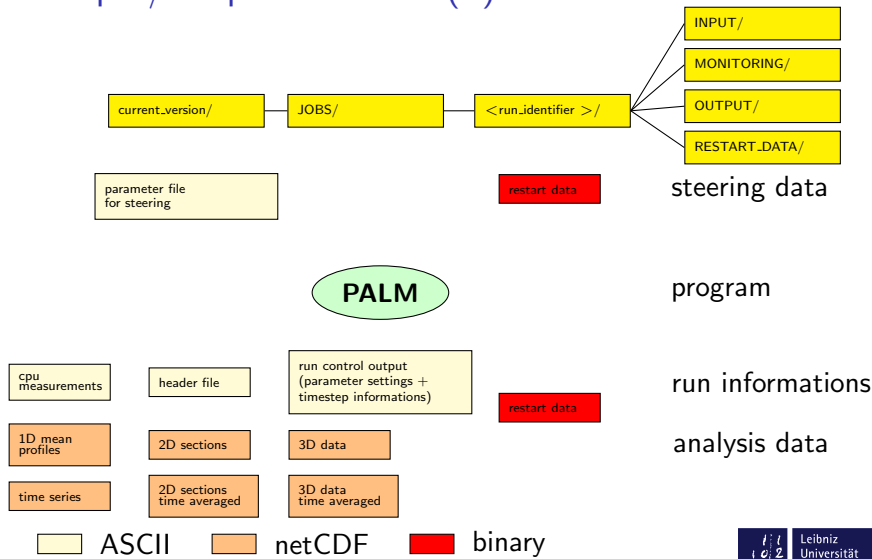 INPUT/
MONITORING/
current_version/
JOBS/
<run_identifier >/
OUTPUT/
RESTART_DATA/
parameter file
for steering
restart data
steering data
PALM
program
cpu
measurements
header file
run control output
(parameter settings +
timestep informations)
run informations
restart data
1D mean
profiles
2D sections
3D data
analysis data
time series
2D sections
time averaged
3D data
time averaged
ASCII
netCDF
binary
Leibniz
Universität